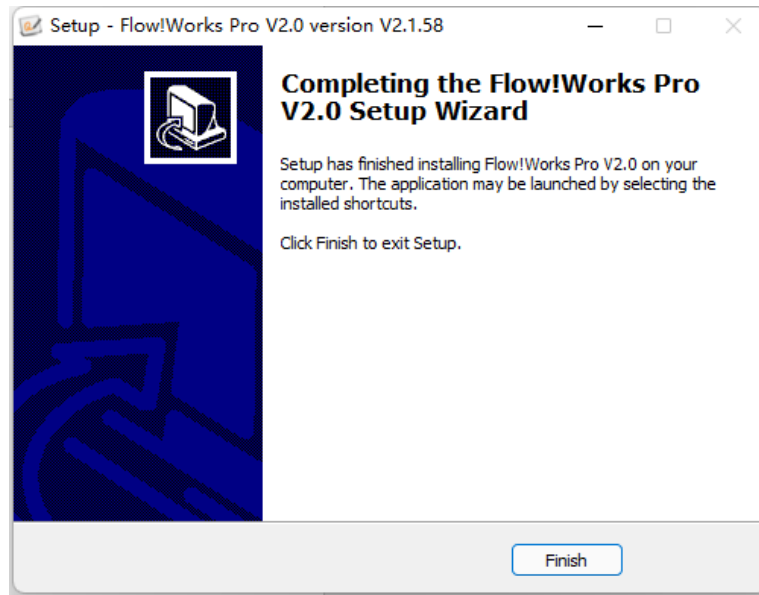 Setup - Flow!Works Pro V2.0 version V2.1.58
Completing the Flow!Works Pro
V2.0 Setup Wizard
Setup has finished installing Flow!Works Pro V2.0 on your
computer. The application may be launched by selecting the
installed shortcuts.
Click Finish to exit Setup.
Finish